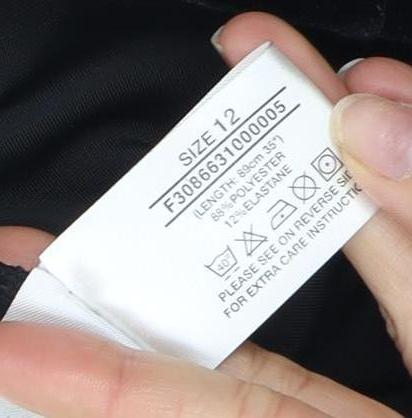 SIZE 12
F3086631000005
(LENGTH: 89cm 35")
88%POLYESTER
12%ELASTANE
40°
PLEASE SEE ON REVERSE SIDE
FOR EXTRA CARE INSTRUCTIC